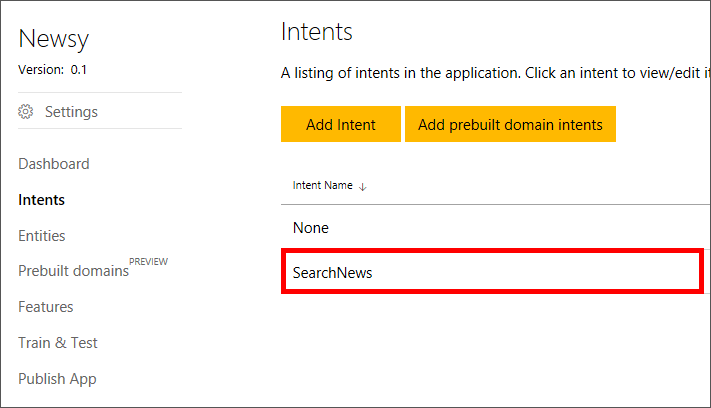 Newsy
Version: 0.1
Settings
Dashboard
Intents
Entities
Prebuilt domains PREVIEW
Features
Train & Test
Publish App
Intents
A listing of intents in the application. Click an intent to view/edit it
Add Intent
Add prebuilt domain intents
Intent Name ↓
None
SearchNews